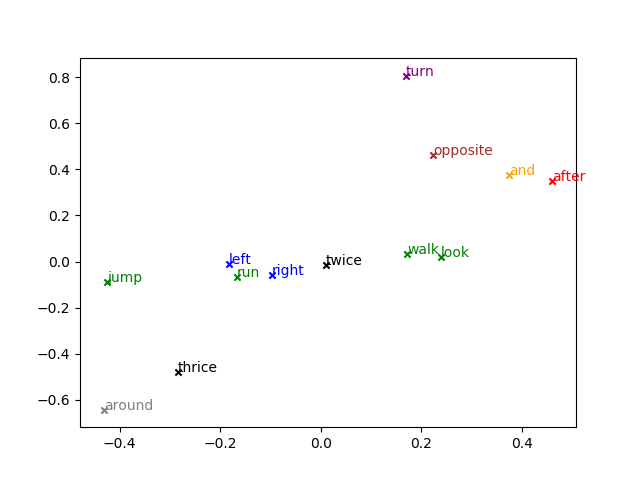 turn
0.8
0.6
opposite
0.4
and
after
0.2
walk
look
0.0
left
right
twice
jump
run
−0.2
−0.4
thrice
−0.6
around
−0.4
−0.2
0.0
0.2
0.4